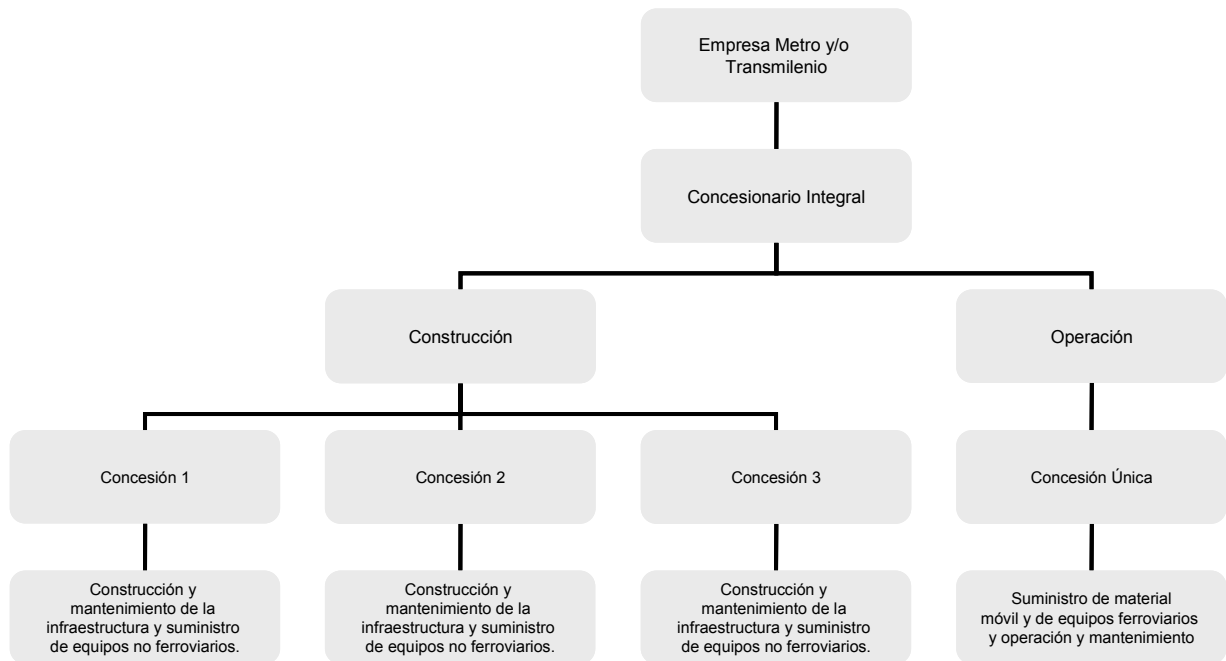 Empresa Metro y/o
Transmilenio
Concesionario Integral
Construcción
Operación
Concesión 1
Concesión 2
Concesión 3
Concesión Única
Construcción y
mantenimiento de la
infraestructura y suministro
de equipos no ferroviarios.
Construcción y
mantenimiento de la
infraestructura y suministro
de equipos no ferroviarios.
Construcción y
mantenimiento de la
infraestructura y suministro
de equipos no ferroviarios.
Suministro de material
móvil y de equipos ferroviarios
y operación y mantenimiento